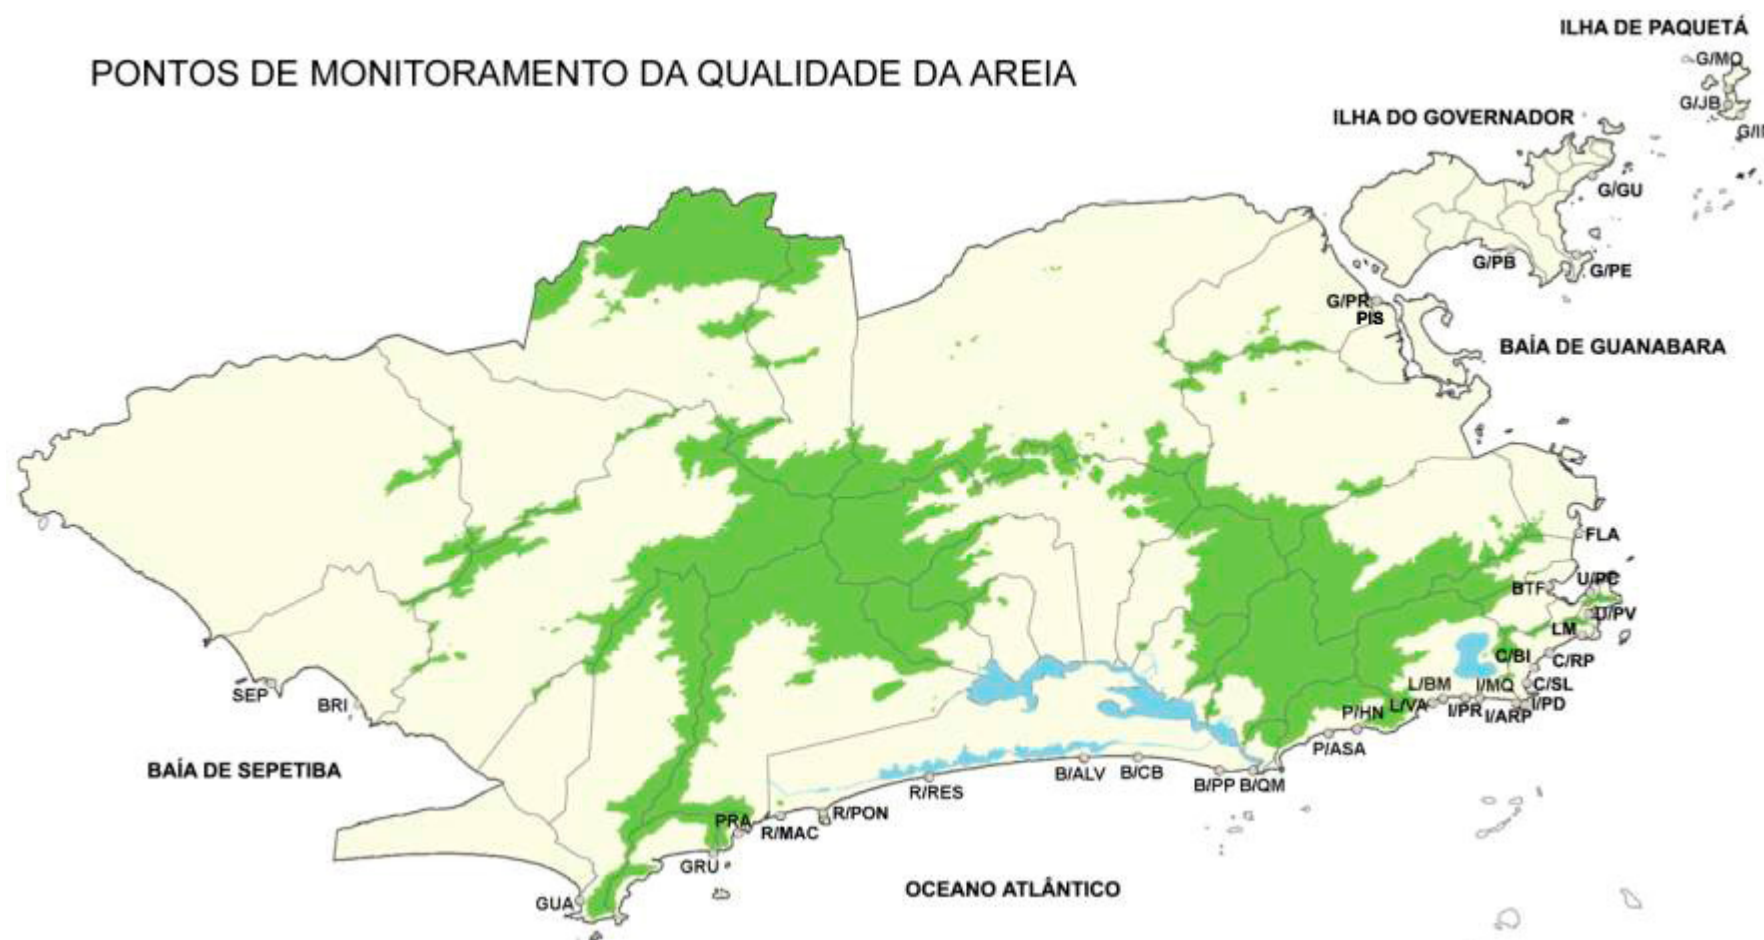 ILHA DE PAQUETÁ
G/MO
PONTOS DE MONITORAMENTO DA QUALIDADE DA AREIA
G/JB
ILHA DO GOVERNADOR
G/GU
G/PB
G/PE
G/PR
PIS
BAÍA DE GUANABARA
FLA
BTF
U/PV
LM
C/BI
C/RP
L/BM
I/MQ
C/SL
SEP
BRI
P/HN
L/VA
I/PR
I/ARP
I/PD
P/ASA
BAÍA DE SEPETIBA
B/ALV
B/CB
R/RES
B/PP
B/QM
R/PON
PRA
R/MAC
GRU
OCEANO ATLÂNTICO
GUA